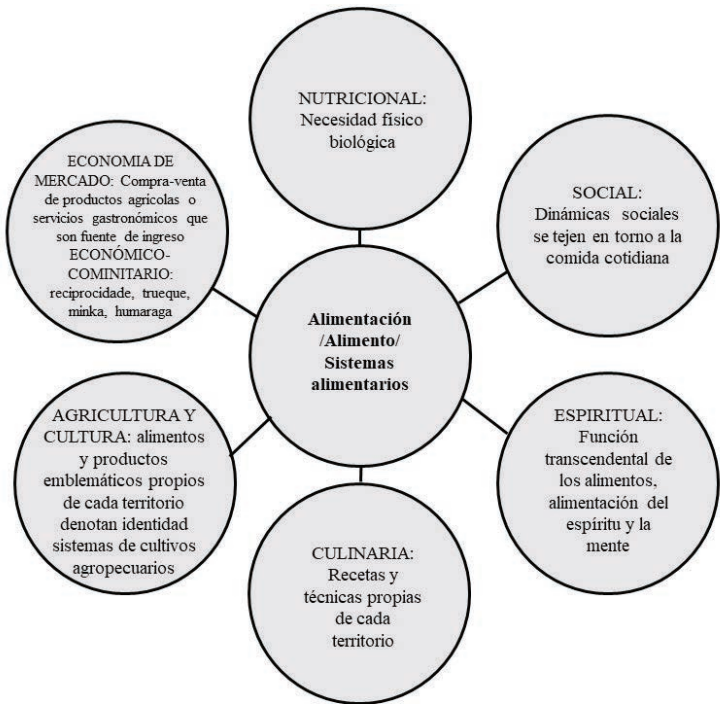 NUTRICIONAL:
Necesidad físico
biológica
ECONOMIA DE
MERCADO: Compra-venta
de productos agrícolas o
servicios gastronómicos que
son fuente de ingreso
ECONÓMICO-
COMINITARIO:
reciprocidade, trueque,
minka, humaraga
SOCIAL:
Dinámicas sociales
se tejen en torno a la
comida cotidiana
Alimentación
/Alimento/
Sistemas
alimentarios
AGRICULTURA Y
CULTURA: alimentos
y productos
emblemáticos propios
de cada territorio
denotan identidad
sistemas de cultivos
agropecuarios
ESPIRITUAL:
Función
transcendental de
los alimentos,
alimentación del
espíritu y la
mente
CULINARIA:
Recetas y
técnicas propias
de cada
territorio